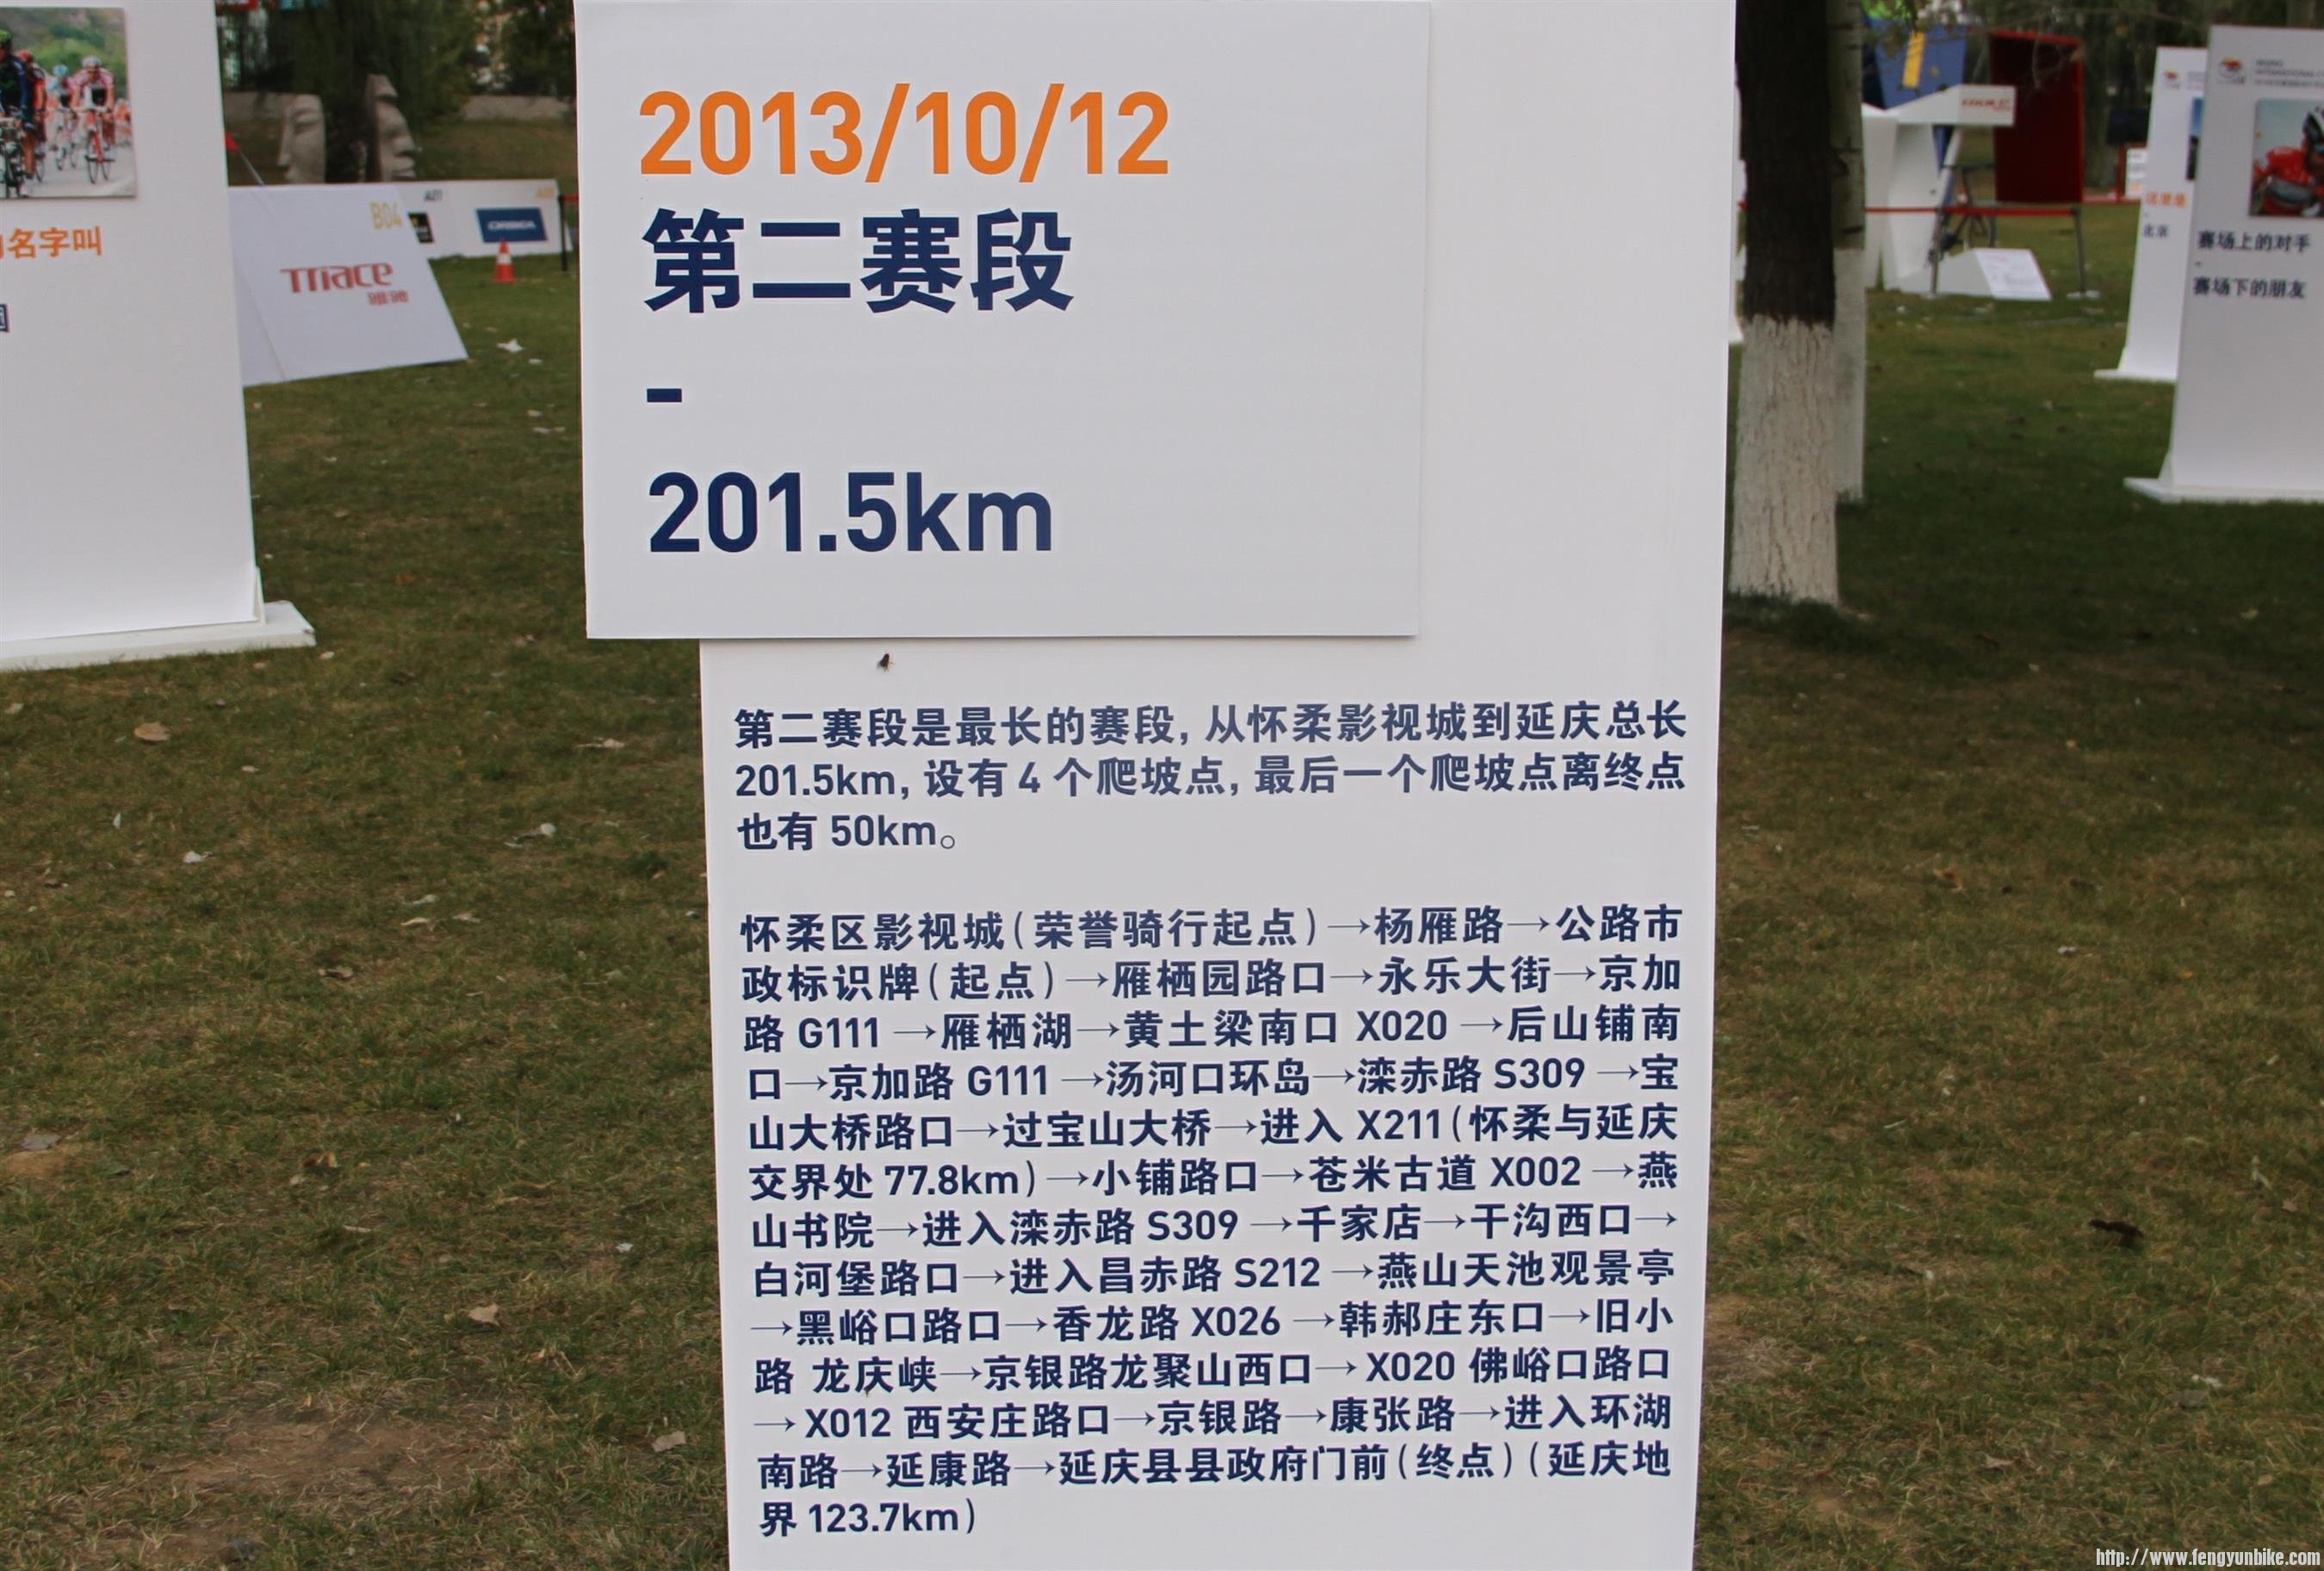 2013/10/12
第二赛段
-
201.5km
第二赛段是最长的赛段, 从怀柔影视城到延庆总长
201.5km, 设有 4 个爬坡点, 最后一个爬坡点离终点
也有 50km。
怀柔区影视城(荣誉骑行起点)→杨雁路→公路市
政标识牌(起点)→雁栖园路口→永乐大街→京加
路 G111 →雁栖湖→黄土梁南口 X020 →后山铺南
口→京加路 G111 →汤河口环岛→滦赤路 S309 →宝
山大桥路口→过宝山大桥→进入 X211(怀柔与延庆
交界处 77.8km)→小铺路口→苍米古道 X002 →燕
山书院→进入滦赤路 S309 →千家店→干沟西口→
白河堡路口→进入昌赤路 S212 →燕山天池观景亭
→黑峪口路口→香龙路 X026 →韩郝庄东口→旧小
路 龙庆峡→京银路龙聚山西口→X020 佛峪口路口
→X012 西安庄路口→京银路→康张路→进入环湖
南路→延康路→延庆县县政府门前(终点)(延庆地
界 123.7km)
名字叫
B04
A01
TTiace
赛场上的对手
-
赛场下的朋友
北京
http://www.fengyunbike.com